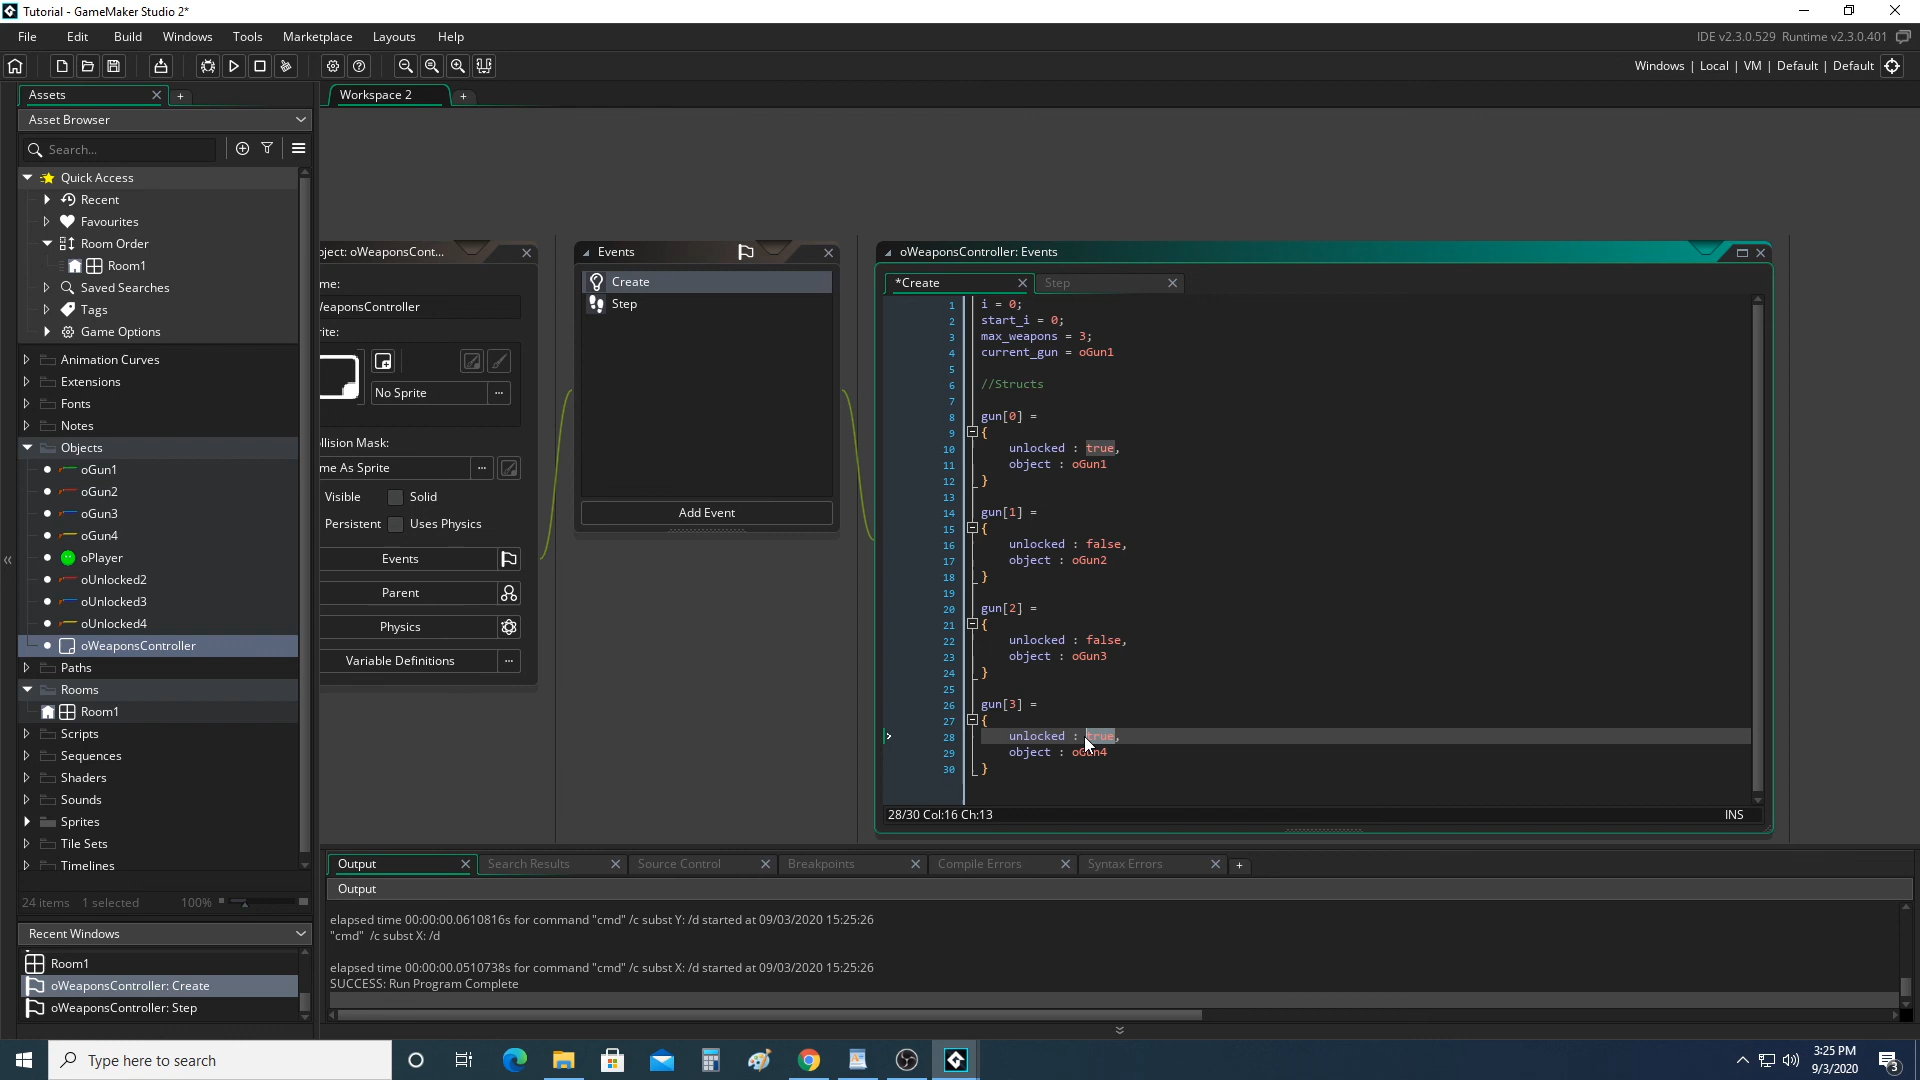 Tutorial - GameMaker Studio 2*
File Edit Build Windows Tools Marketplace Layouts Help
IDE v2.3.0.529 Runtime v2.3.0.401
Windows | Local | VM | Default | Default
Assets
Workspace 2
Asset Browser
Search...
Quick Access
Recent
Favourites
Room Order
Room1
Saved Searches
Tags
Game Options
Animation Curves
Extensions
Fonts
Notes
Objects
oGun1
oGun2
oGun3
oGun4
oPlayer
oUnlocked2
oUnlocked3
oUnlocked4
oWeaponsController
Paths
Rooms
Room1
Scripts
Sequences
Shaders
Sounds
Sprites
Tile Sets
Timelines
24 items 1 selected 100%
Recent Windows
Room1
oWeaponsController: Create
oWeaponsController: Step
bject: oWeaponsCont...
me:
WeaponsController
rite:
No Sprite
...
ollision Mask:
me As Sprite
...
Visible Solid
Persistent Uses Physics
Events
Parent
Physics
Variable Definitions
...
Events
Create
Step
Add Event
oWeaponsController: Events
*Create
Step
1 i = 0;
2 start_i = 0;
3 max_weapons = 3;
4 current_gun = oGun1
5
6 //Structs
7
8 gun[0] =
9 {
10 unlocked : true,
11 object : oGun1
12 }
13
14 gun[1] =
15 {
16 unlocked : false,
17 object : oGun2
18 }
19
20 gun[2] =
21 {
22 unlocked : false,
23 object : oGun3
24 }
25
26 gun[3] =
27 {
28 unlocked : true,
29 object : oGun4
30 }
28/30 Col:16 Ch:13
INS
Output
Search Results
Source Control
Breakpoints
Compile Errors
Syntax Errors
Output
elapsed time 00:00:00.0610816s for command "cmd" /c subst Y: /d started at 09/03/2020 15:25:26
"cmd" /c subst X: /d
elapsed time 00:00:00.0510738s for command "cmd" /c subst X: /d started at 09/03/2020 15:25:26
SUCCESS: Run Program Complete
Type here to search
3:25 PM
9/3/2020
3